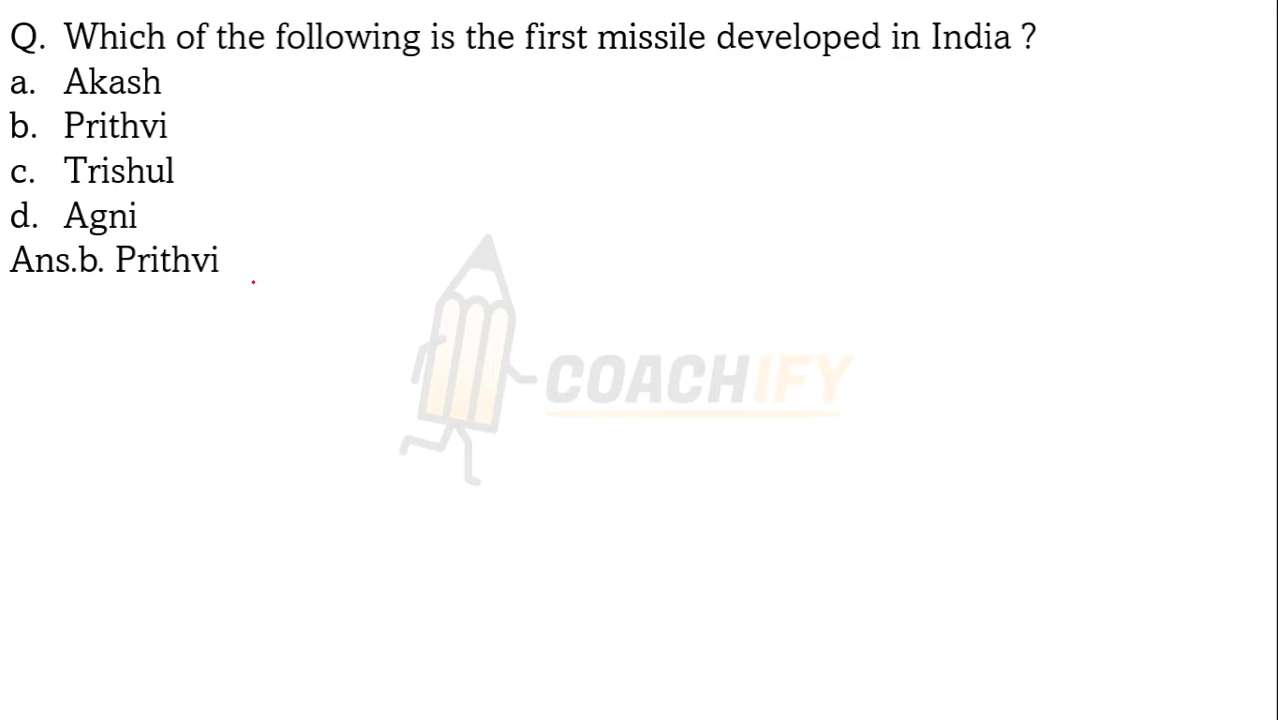 Q. Which of the following is the first missile developed in India ?
a. Akash
b. Prithvi
c. Trishul
d. Agni
Ans.b. Prithvi
COACHIFY